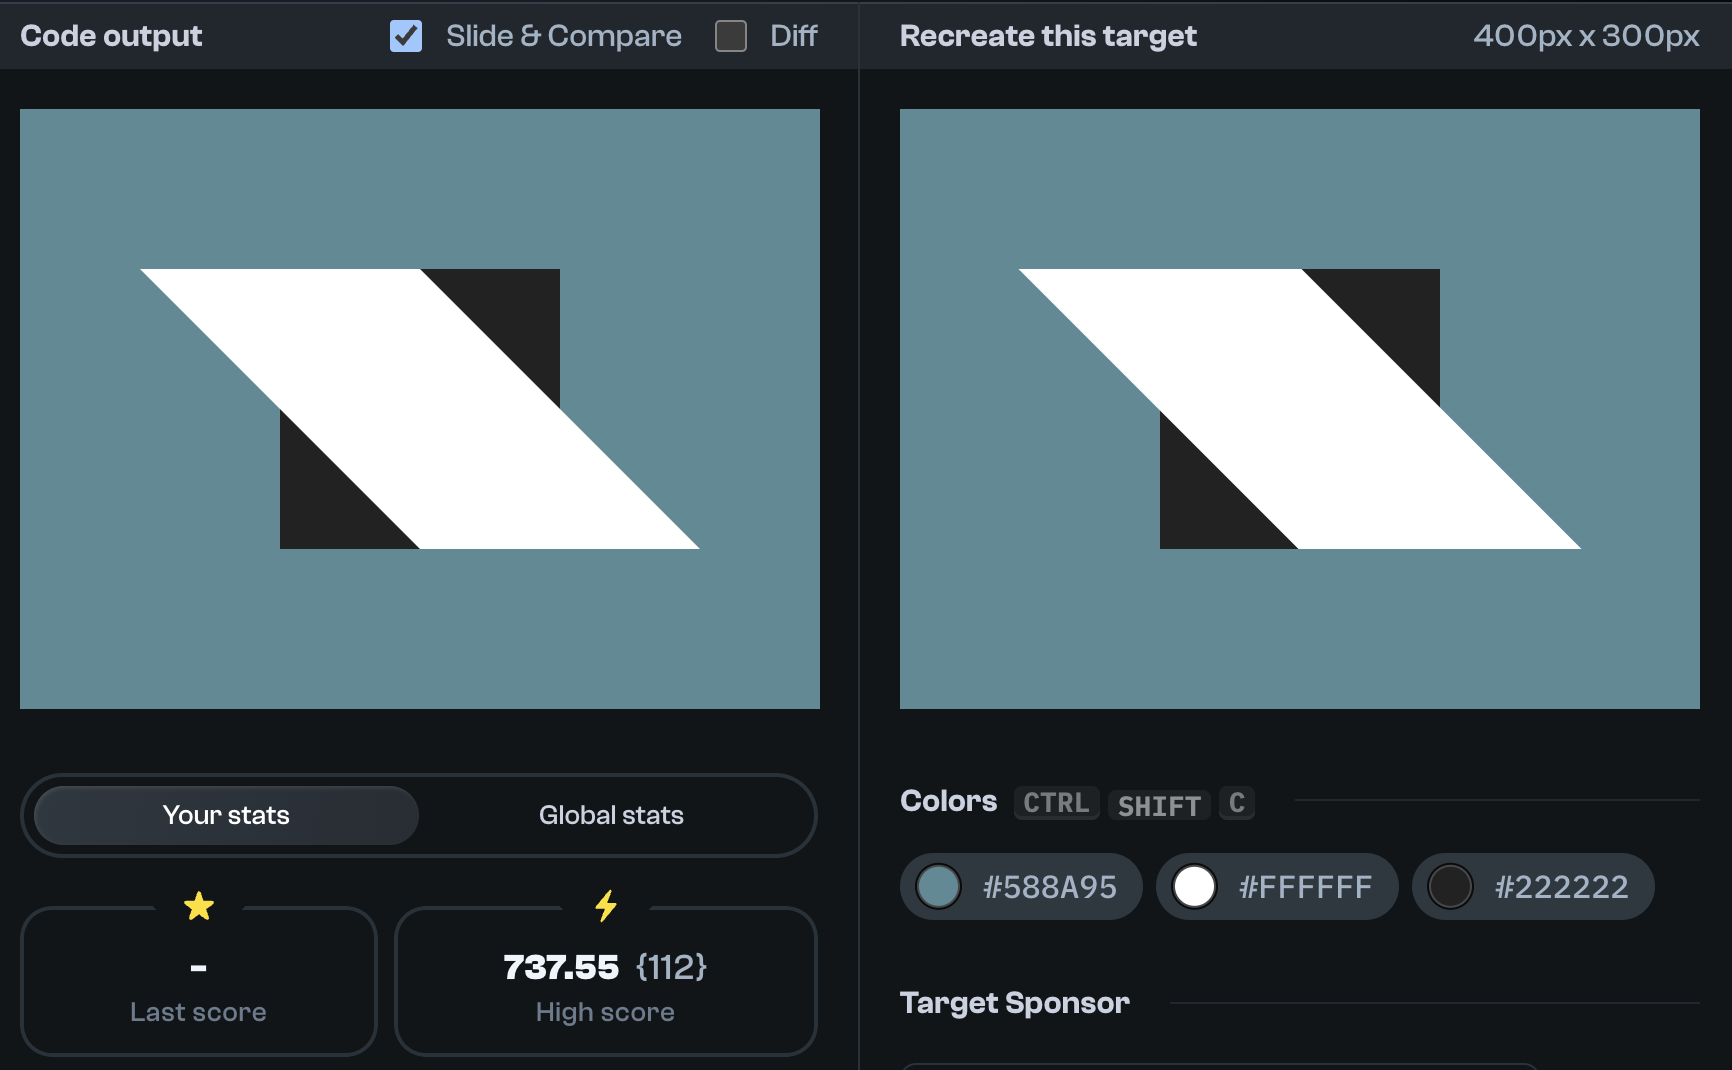 Code output
Slide & Compare
Diff
Recreate this target
400px x 300px
Your stats
Global stats
-
Last score
737.55 {112}
High score
Colors CTRL SHIFT C
#588A95
#FFFFFF
#222222
Target Sponsor